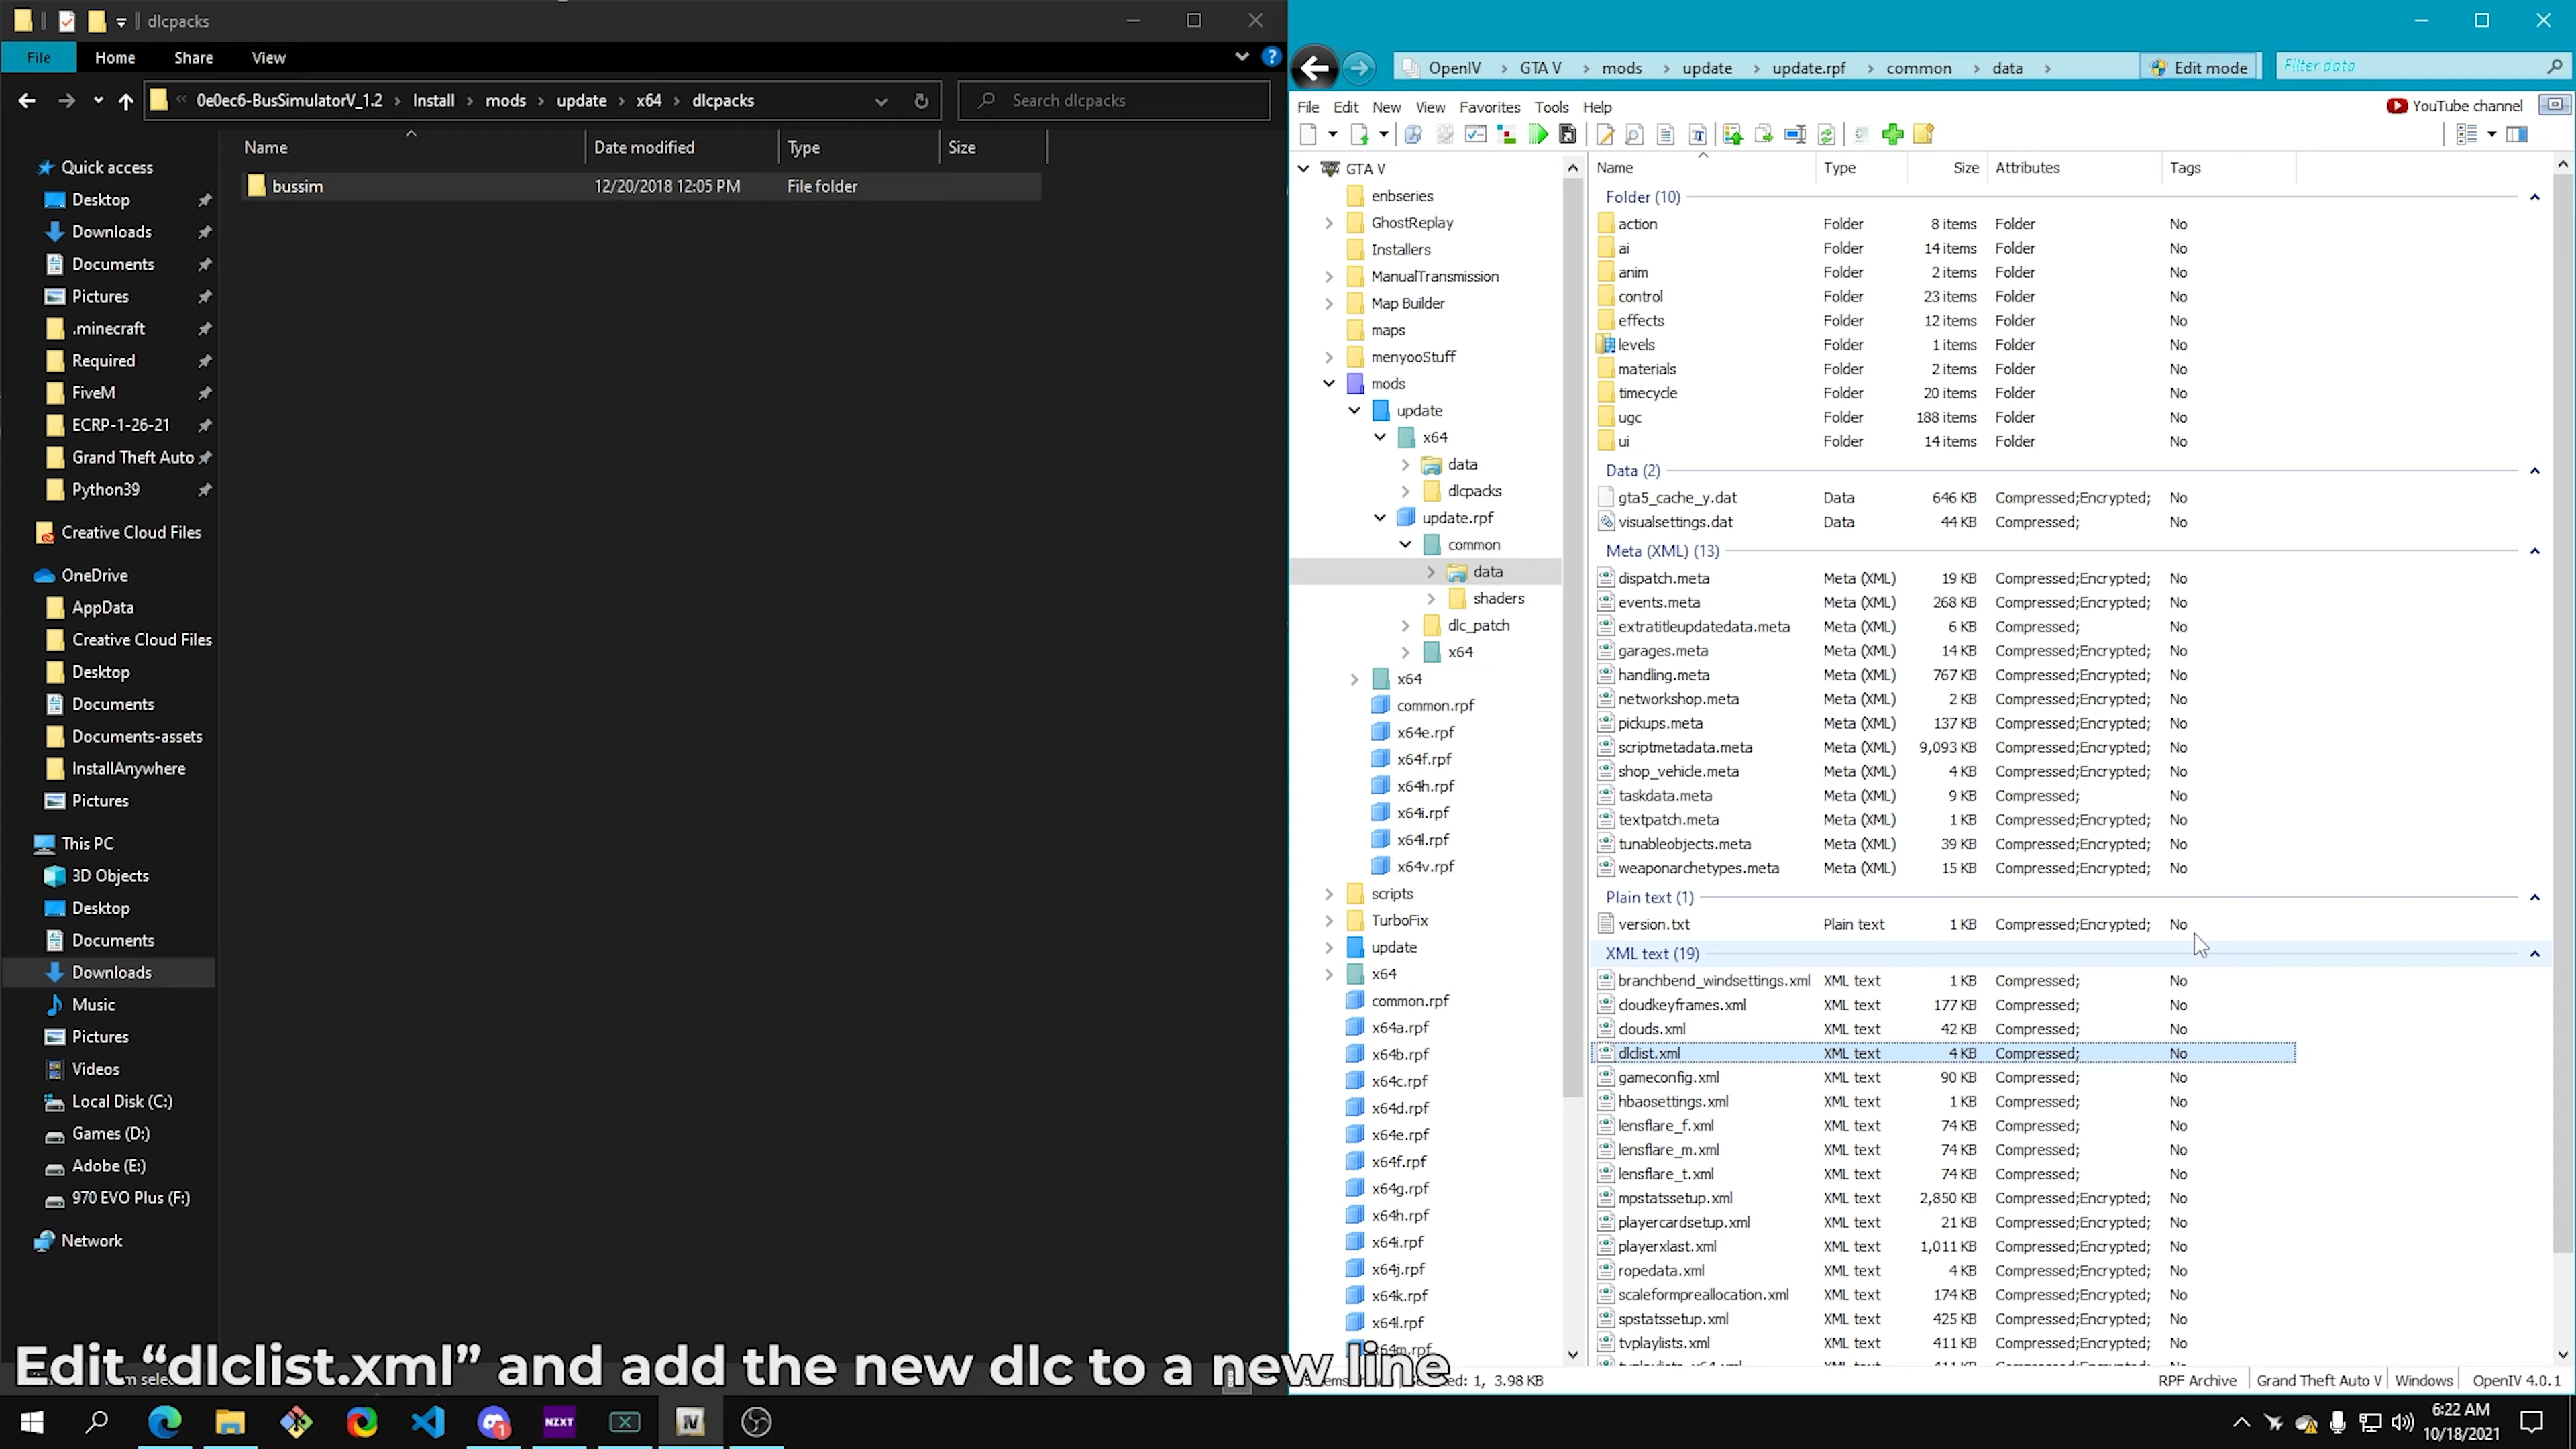 dlcpacks
File
Home
Share
View
0e0ec6-BusSimulatorV_1.2 › Install › mods › update › x64 › dlcpacks
Search dlcpacks
Name
Date modified
Type
Size
bussim
12/20/2018 12:05 PM
File folder
Quick access
Desktop
Downloads
Documents
Pictures
.minecraft
Required
FiveM
ECRP-1-26-21
Grand Theft Auto
Python39
Creative Cloud Files
OneDrive
AppData
Creative Cloud Files
Desktop
Documents
Documents-assets
InstallAnywhere
Pictures
This PC
3D Objects
Desktop
Documents
Downloads
Music
Pictures
Videos
Local Disk (C:)
Games (D:)
Adobe (E:)
970 EVO Plus (F:)
Network
OpenIV › GTA V › mods › update › update.rpf › common › data ›
Edit mode
Filter data
File Edit New View Favorites Tools Help
YouTube channel
GTA V
enbseries
GhostReplay
Installers
ManualTransmission
Map Builder
maps
menyooStuff
mods
update
x64
data
dlcpacks
update.rpf
common
data
shaders
dlc_patch
x64
x64
common.rpf
x64e.rpf
x64f.rpf
x64h.rpf
x64i.rpf
x64l.rpf
x64v.rpf
scripts
TurboFix
update
x64
common.rpf
x64a.rpf
x64b.rpf
x64c.rpf
x64d.rpf
x64e.rpf
x64f.rpf
x64g.rpf
x64h.rpf
x64i.rpf
x64j.rpf
x64k.rpf
x64l.rpf
Name Type Size Attributes Tags
Folder (10)
action Folder 8 items Folder No
ai Folder 14 items Folder No
anim Folder 2 items Folder No
control Folder 23 items Folder No
effects Folder 12 items Folder No
levels Folder 1 items Folder No
materials Folder 2 items Folder No
timecycle Folder 20 items Folder No
ugc Folder 188 items Folder No
ui Folder 14 items Folder No
Data (2)
gta5_cache_y.dat Data 646 KB Compressed;Encrypted; No
visualsettings.dat Data 44 KB Compressed; No
Meta (XML) (13)
dispatch.meta Meta (XML) 19 KB Compressed;Encrypted; No
events.meta Meta (XML) 268 KB Compressed;Encrypted; No
extratitleupdatedata.meta Meta (XML) 6 KB Compressed; No
garages.meta Meta (XML) 14 KB Compressed;Encrypted; No
handling.meta Meta (XML) 767 KB Compressed;Encrypted; No
networkshop.meta Meta (XML) 2 KB Compressed;Encrypted; No
pickups.meta Meta (XML) 137 KB Compressed;Encrypted; No
scriptmetadata.meta Meta (XML) 9,093 KB Compressed;Encrypted; No
shop_vehicle.meta Meta (XML) 4 KB Compressed;Encrypted; No
taskdata.meta Meta (XML) 9 KB Compressed; No
textpatch.meta Meta (XML) 1 KB Compressed;Encrypted; No
tunableobjects.meta Meta (XML) 39 KB Compressed;Encrypted; No
weaponarchetypes.meta Meta (XML) 15 KB Compressed;Encrypted; No
Plain text (1)
version.txt Plain text 1 KB Compressed;Encrypted; No
XML text (19)
branchbend_windsettings.xml XML text 1 KB Compressed; No
cloudkeyframes.xml XML text 177 KB Compressed; No
clouds.xml XML text 42 KB Compressed; No
dlclist.xml XML text 4 KB Compressed; No
gameconfig.xml XML text 90 KB Compressed; No
hbaosettings.xml XML text 1 KB Compressed; No
lensflare_f.xml XML text 74 KB Compressed; No
lensflare_m.xml XML text 74 KB Compressed; No
lensflare_t.xml XML text 74 KB Compressed; No
mpstatssetup.xml XML text 2,850 KB Compressed;Encrypted; No
playercardsetup.xml XML text 21 KB Compressed;Encrypted; No
playerxlast.xml XML text 1,011 KB Compressed;Encrypted; No
ropedata.xml XML text 4 KB Compressed;Encrypted; No
scaleformpreallocation.xml XML text 174 KB Compressed;Encrypted; No
spstatssetup.xml XML text 425 KB Compressed;Encrypted; No
tvplaylists.xml XML text 411 KB Compressed;Encrypted; No
Edit “dlclist.xml” and add the new dlc to a new line
1, 3.98 KB
RPF Archive Grand Theft Auto V Windows OpenIV 4.0.1
NZXT
IV
1
6:22 AM
10/18/2021